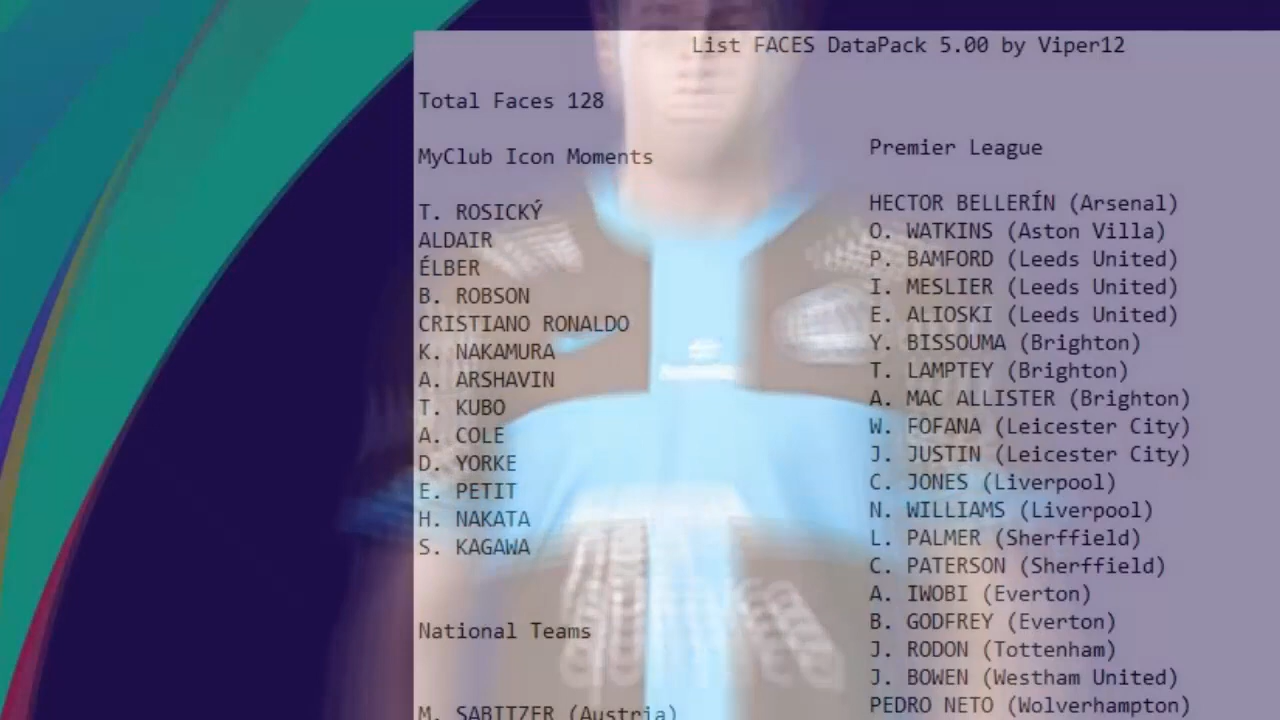 List FACES DataPack 5.00 by Viper12
Total Faces 128
MyClub Icon Moments
T. ROSICKÝ
ALDAIR
ÉLBER
B. ROBSON
CRISTIANO RONALDO
K. NAKAMURA
A. ARSHAVIN
T. KUBO
A. COLE
D. YORKE
E. PETIT
H. NAKATA
S. KAGAWA
National Teams
M. SABITZER (Austria)
Premier League
HECTOR BELLERÍN (Arsenal)
O. WATKINS (Aston Villa)
P. BAMFORD (Leeds United)
I. MESLIER (Leeds United)
E. ALIOSKI (Leeds United)
Y. BISSOUMA (Brighton)
T. LAMPTEY (Brighton)
A. MAC ALLISTER (Brighton)
W. FOFANA (Leicester City)
J. JUSTIN (Leicester City)
C. JONES (Liverpool)
N. WILLIAMS (Liverpool)
L. PALMER (Sherffield)
C. PATERSON (Sherffield)
A. IWOBI (Everton)
B. GODFREY (Everton)
J. RODON (Tottenham)
J. BOWEN (Westham United)
PEDRO NETO (Wolverhampton)